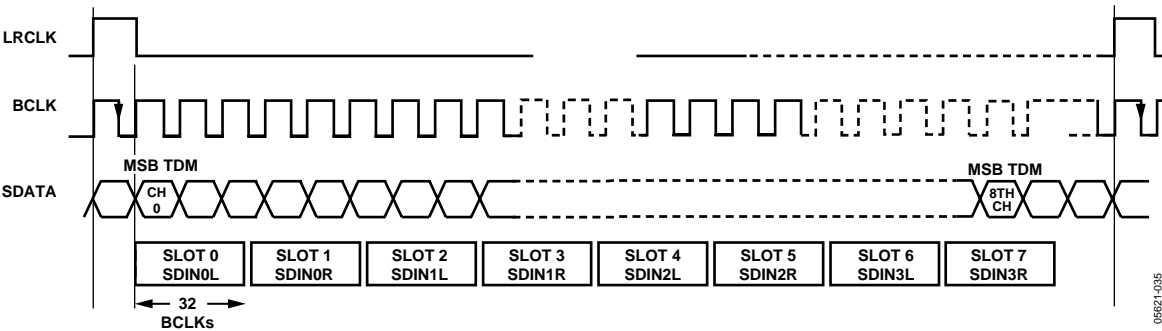 LRCLK
BCLK
MSB TDM
MSB TDM
SDATA
CH
0
8TH
CH
SLOT 0
SDIN0L
SLOT 1
SDIN0R
SLOT 2
SDIN1L
SLOT 3
SDIN1R
SLOT 4
SDIN2L
SLOT 5
SDIN2R
SLOT 6
SDIN3L
SLOT 7
SDIN3R
32
BCLKs
05621-035